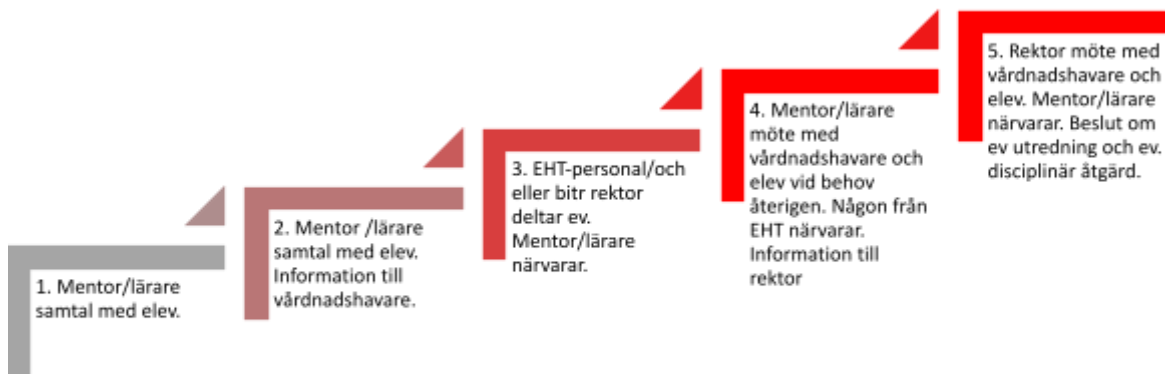 1. Mentor/lärare
samtal med elev.
2. Mentor /lärare
samtal med elev.
Information till
vårdnadshavare.
3. EHT-personal/och
eller bitr rektor
deltar ev.
Mentor/lärare
närvarar.
4. Mentor/lärare
möte med
vårdnadshavare och
elev vid behov
återigen. Någon från
EHT närvarar.
Information till
rektor
5. Rektor möte med
vårdnadshavare och
elev. Mentor/lärare
närvarar. Beslut om
ev utredning och ev.
disciplinär åtgärd.